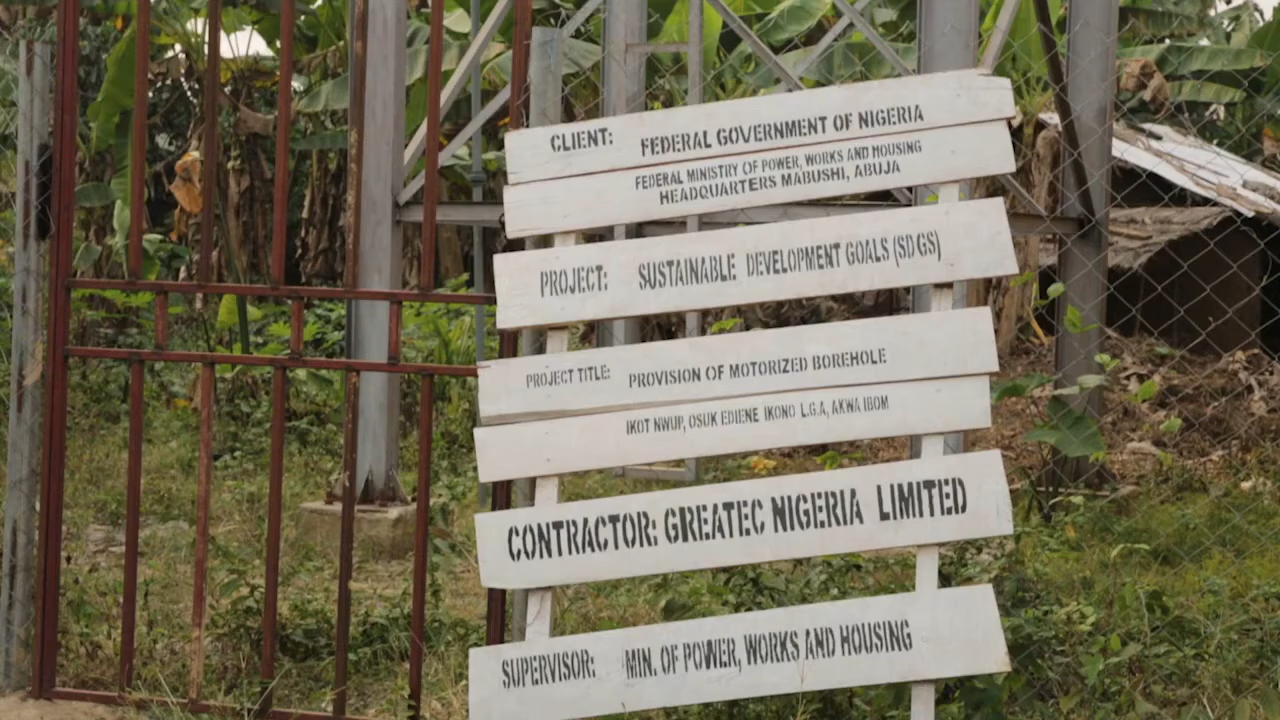 CLIENT: FEDERAL GOVERNMENT OF NIGERIA
FEDERAL MINISTRY OF POWER, WORKS AND HOUSING
HEADQUARTERS MABUSHI, ABUJA
PROJECT: SUSTAINABLE DEVELOPMENT GOALS (SDGS)
PROJECT TITLE: PROVISION OF MOTORIZED BOREHOLE
IKOT NWUP, OSUK EDIENE IKONO L.G.A, AKWA IBOM
CONTRACTOR: GREATEC NIGERIA LIMITED
SUPERVISOR: MIN. OF POWER, WORKS AND HOUSING